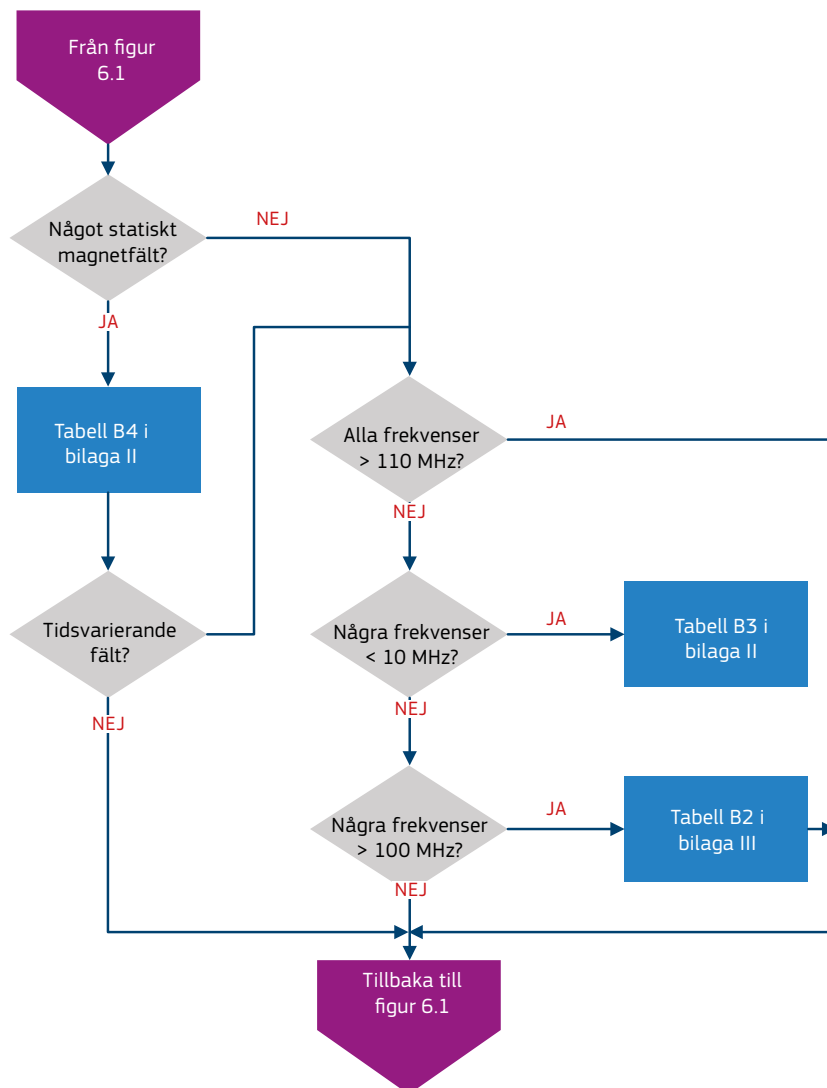 Från figur
6.1
Något statiskt
magnetfält?
NEJ
JA
Tabell B4 i
bilaga II
Alla frekvenser
> 110 MHz?
JA
NEJ
Tidsvarierande
fält?
NEJ
Några frekvenser
< 10 MHz?
JA
Tabell B3 i
bilaga II
NEJ
Några frekvenser
> 100 MHz?
JA
Tabell B2 i
bilaga III
NEJ
Tillbaka till
figur 6.1